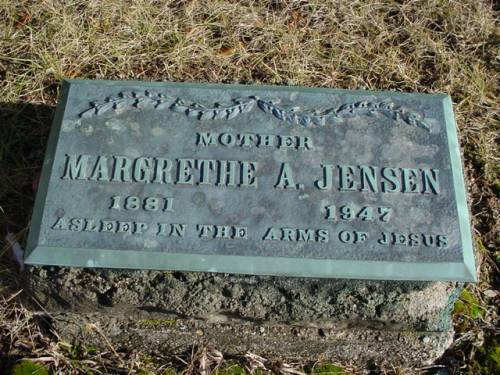 MOTHER
MARGRETHE A. JENSEN
1881 1947
ASLEEP IN THE ARMS OF JESUS